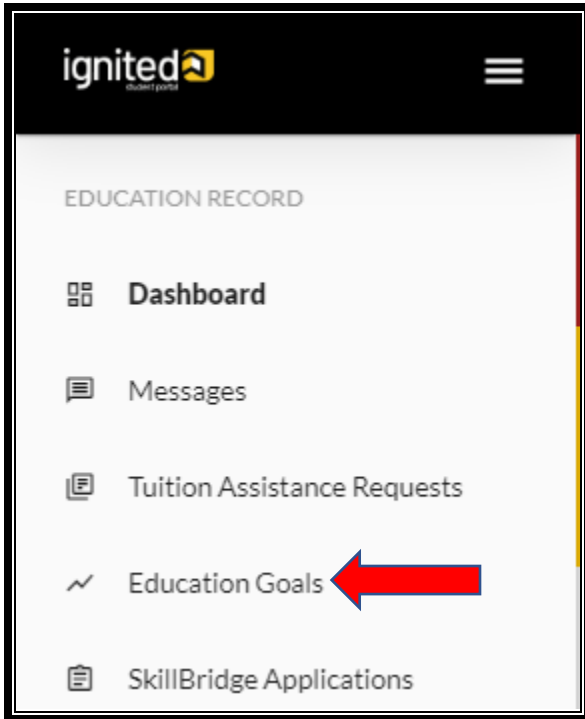 ignited
student portal
EDUCATION RECORD
Dashboard
Messages
Tuition Assistance Requests
Education Goals
SkillBridge Applications